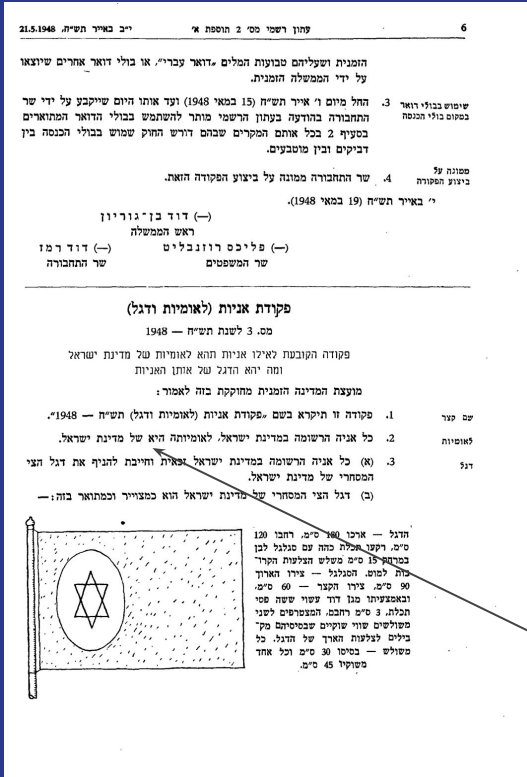 6 עתון רשמי מס׳ 2 תוספת א׳ י״ב באייר תש״ח, 21.5.1948
הזמנית ושעליהם טבועות המלים „דואר עברי״, או בולי דואר אחרים שיוצאו
על ידי הממשלה הזמנית.
שימוש בבולי דואר
במקום בולי הכנסה
3. החל מיום ו׳ אייר תש״ח (15 במאי 1948) ועד אותו היום שייקבע על ידי שר
התחבורה בהודעה בעתון הרשמי מותר להשתמש בבולי הדואר המתוארים
בסעיף 2 בכל אותם המקרים שבהם דורש החוק שמוש בבולי הכנסה בין
דביקים ובין מוטבעים.
ממונה על
ביצוע הפקודה
4. שר התחבורה ממונה על ביצוע הפקודה הזאת.
י׳ באייר תש״ח (19 במאי 1948).
(—) דוד בן־גוריון
ראש הממשלה
(—) פליכס רוזנבליט (—) דוד רמז
שר המשפטים שר התחבורה
פקודת אניות (לאומיות ודגל)
מס. 3 לשנת תש״ח — 1948
פקודה הקובעת לאילו אניות תהא לאומיות של מדינת ישראל
ומה יהא הדגל של אותן האניות
מועצת המדינה הזמנית מחוקקת בזה לאמור:
שם קצר 1. פקודה זו תיקרא בשם „פקודת אניות (לאומיות ודגל) תש״ח — 1948״.
לאומיות 2. כל אניה הרשומה במדינת ישראל, לאומיותה היא של מדינת ישראל.
דגל 3. (א) כל אניה הרשומה במדינת ישראל זכאית וחייבת להניף את דגל הצי
המסחרי של מדינת ישראל.
(ב) דגל הצי המסחרי של מדינת ישראל הוא כמצוייר וכמתואר בזה:—
הדגל — ארכו 180 ס״מ, רחבו 120
ס״מ, רקעו תכלת כהה עם סגלגל לבן
במרחק 15 ס״מ משלש הצלעות הקרו־
בות למוט. הסגלגל — צירו הארוך
90 ס״מ, צירו הקצר — 60 ס״מ,
ובאמצעיתו מגן דוד עשוי ששה פסי
תכלת, 3 ס״מ רחבם, המצטרפים לשני
משולשים שווי שוקיים שבסיסיהם מק־
בילים לצלעות הארך של הדגל. כל
משולש — בסיסו 30 ס״מ וכל אחד
משוקיו 45 ס״מ.